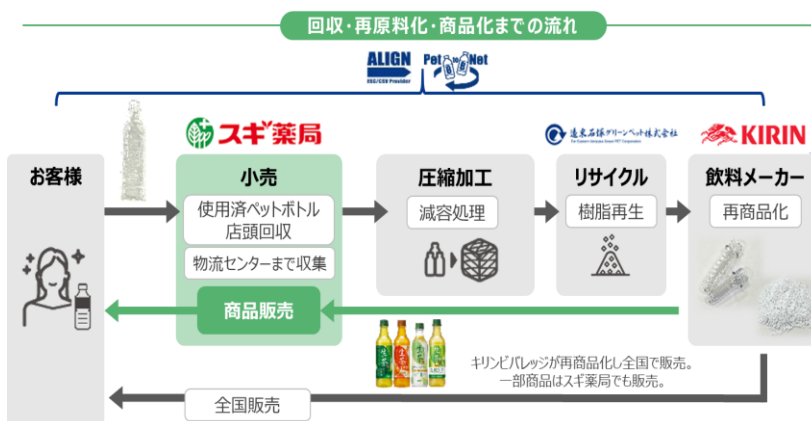 回収・再原料化・商品化までの流れ
ALIGN
ESG/CSV Provider
Pet to Net
スギ薬局
遠東石塚グリーンペット株式会社
KIRIN
お客様
小売
圧縮加工
リサイクル
飲料メーカー
使用済ペットボトル
店頭回収
減容処理
樹脂再生
再商品化
物流センターまで収集
商品販売
生茶
生茶
キリンビバレッジが再商品化し全国で販売。
一部商品はスギ薬局でも販売。
全国販売